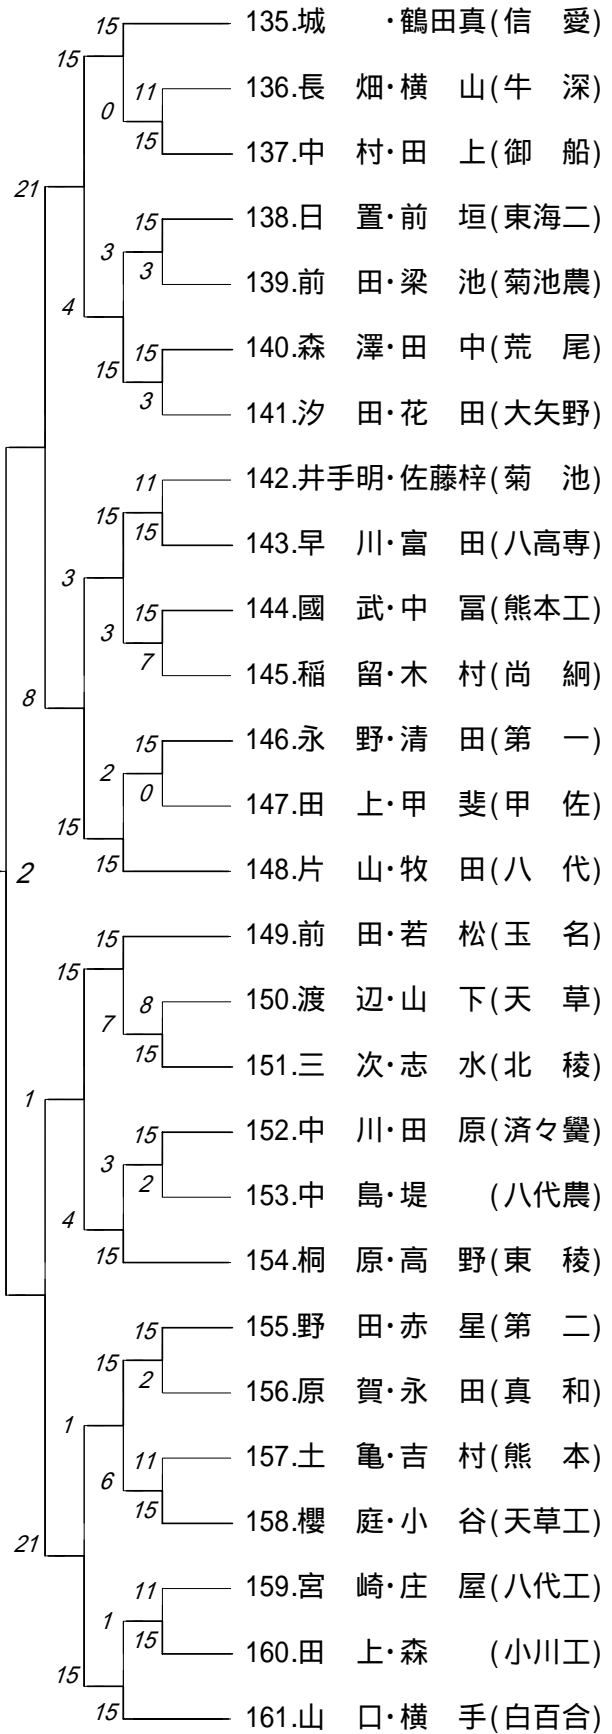 15 135.城　　・鶴田真(信　愛)
15
11 136.長　畑・横　山(牛　深)
0
15 137.中　村・田　上(御　船)
21
15 138.日　置・前　垣(東海二)
3
3 139.前　田・梁　池(菊池農)
4
15 140.森　澤・田　中(荒　尾)
15
3 141.汐　田・花　田(大矢野)
11 142.井手明・佐藤梓(菊　池)
15
15 143.早　川・富　田(八高専)
3
15 144.國　武・中　冨(熊本工)
3
7 145.稲　留・木　村(尚　絅)
8
15 146.永　野・清　田(第　一)
2
0 147.田　上・甲　斐(甲　佐)
15
15 148.片　山・牧　田(八　代)
2
15 149.前　田・若　松(玉　名)
15
8 150.渡　辺・山　下(天　草)
7
15 151.三　次・志　水(北　稜)
1
15 152.中　川・田　原(済々黌)
3
2 153.中　島・堤　　(八代農)
4
15 154.桐　原・高　野(東　稜)
15 155.野　田・赤　星(第　二)
15
2 156.原　賀・永　田(真　和)
1
11 157.土　亀・吉　村(熊　本)
6
15 158.櫻　庭・小　谷(天草工)
21
11 159.宮　崎・庄　屋(八代工)
1
15 160.田　上・森　　(小川工)
15
15 161.山　口・横　手(白百合)